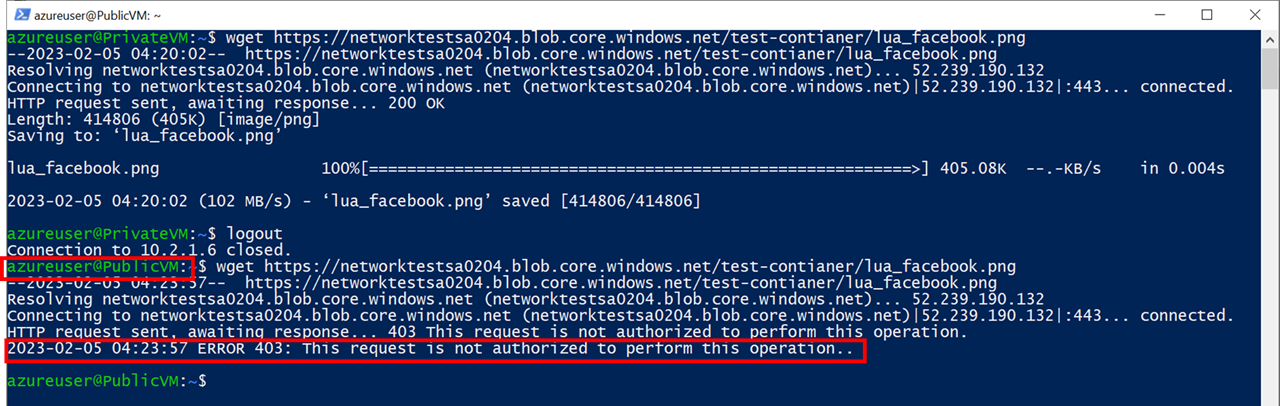 azureuser@PublicVM: ~
azureuser@PrivateVM:~$ wget https://networktestsa0204.blob.core.windows.net/test-contianer/lua_facebook.png
--2023-02-05 04:20:02--  https://networktestsa0204.blob.core.windows.net/test-contianer/lua_facebook.png
Resolving networktestsa0204.blob.core.windows.net (networktestsa0204.blob.core.windows.net)... 52.239.190.132
Connecting to networktestsa0204.blob.core.windows.net (networktestsa0204.blob.core.windows.net)|52.239.190.132|:443... connected.
HTTP request sent, awaiting response... 200 OK
Length: 414806 (405K) [image/png]
Saving to: ‘lua_facebook.png’
lua_facebook.png                 100%[=========================================================>] 405.08K  --.-KB/s    in 0.004s
2023-02-05 04:20:02 (102 MB/s) - ‘lua_facebook.png’ saved [414806/414806]
azureuser@PrivateVM:~$ logout
Connection to 10.2.1.6 closed.
azureuser@PublicVM:~$ wget https://networktestsa0204.blob.core.windows.net/test-contianer/lua_facebook.png
--2023-02-05 04:23:57--  https://networktestsa0204.blob.core.windows.net/test-contianer/lua_facebook.png
Resolving networktestsa0204.blob.core.windows.net (networktestsa0204.blob.core.windows.net)... 52.239.190.132
Connecting to networktestsa0204.blob.core.windows.net (networktestsa0204.blob.core.windows.net)|52.239.190.132|:443... connected.
HTTP request sent, awaiting response... 403 This request is not authorized to perform this operation.
2023-02-05 04:23:57 ERROR 403: This request is not authorized to perform this operation..
azureuser@PublicVM:~$